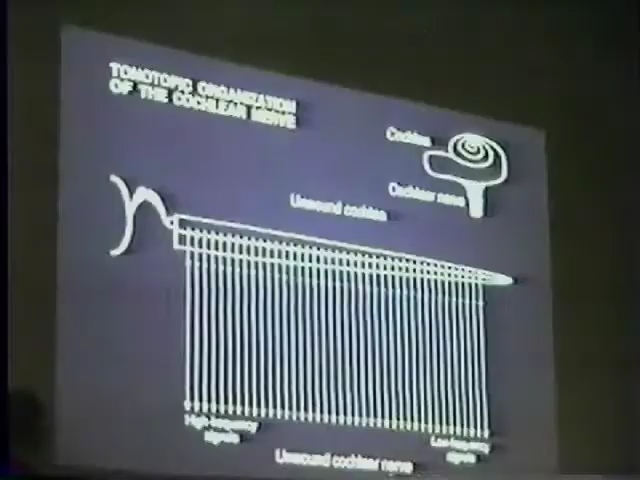 TONOTOPIC ORGANIZATION
OF THE COCHLEAR NERVE
Cochlea
Cochlear nerve
Unwound cochlea
High-frequency
signals
Low-frequency
signals
Unwound cochlear nerve